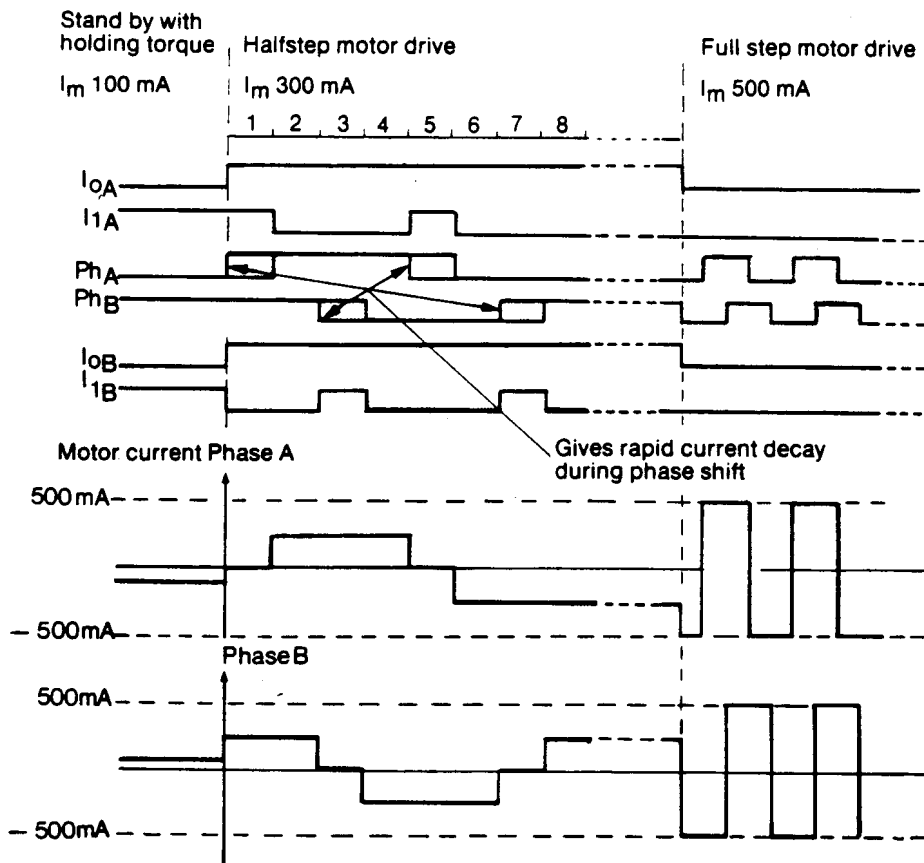 Stand by with
holding torque
I_m 100 mA
Halfstep motor drive
I_m 300 mA
Full step motor drive
I_m 500 mA
1 2 3 4 5 6 7 8
I_oA
I_1A
Ph_A
Ph_B
I_oB
I_1B
Gives rapid current decay
during phase shift
Motor current Phase A
500 mA
– 500mA
Phase B
500mA
– 500mA